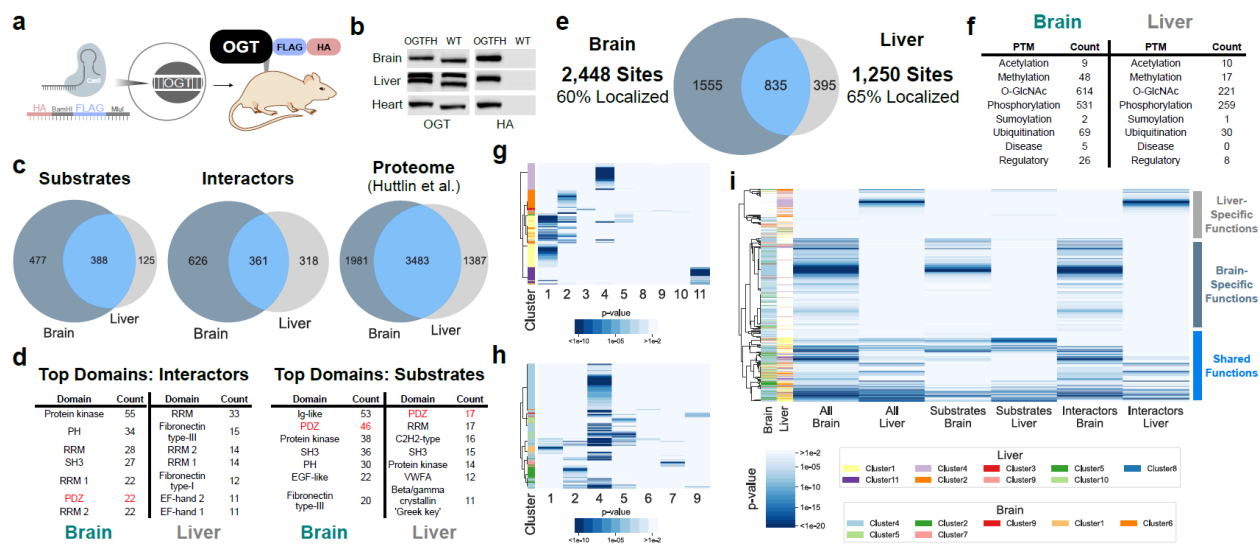 a
OGT
FLAG
HA
Cas9
OGT
HA
BamHI
FLAG
MluI
b
OGTFH WT OGTFH WT
Brain
Liver
Heart
OGT HA
c
Substrates
477 388 125
Brain Liver
Interactors
626 361 318
Brain Liver
Proteome
(Huttlin et al.)
1981 3483 1387
Brain Liver
d
Top Domains: Interactors
Domain Count Domain Count
Protein kinase 55 RRM 33
PH 34 Fibronectin type-III 15
RRM 28 RRM 2 14
SH3 27 RRM 1 14
RRM 1 22 Fibronectin type-I 12
PDZ 22 EF-hand 2 11
RRM 2 22 EF-hand 1 11
Brain Liver
Top Domains: Substrates
Domain Count Domain Count
Ig-like 53 PDZ 17
PDZ 46 RRM 17
Protein kinase 38 C2H2-type 16
SH3 36 SH3 15
PH 30 Protein kinase 14
EGF-like 22 VWFA 12
Fibronectin type-III 20 Beta/gamma crystallin 'Greek key' 11
Brain Liver
e
Brain
2,448 Sites
60% Localized
1555 835 395
Liver
1,250 Sites
65% Localized
f
Brain Liver
PTM Count PTM Count
Acetylation 9 Acetylation 10
Methylation 48 Methylation 17
O-GlcNAc 614 O-GlcNAc 221
Phosphorylation 531 Phosphorylation 259
Sumoylation 2 Sumoylation 1
Ubiquitination 69 Ubiquitination 30
Disease 5 Disease 0
Regulatory 26 Regulatory 8
g
Cluster
1 2 3 4 5 8 9 10 11
p-value
<1e-10 1e-05 >1e-2
h
Cluster
1 2 4 5 6 7 9
p-value
<1e-10 1e-05 >1e-2
i
Liver-
Specific
Functions
Brain-
Specific
Functions
Shared
Functions
Brain
Liver
All Brain
All Liver
Substrates Brain
Substrates Liver
Interactors Brain
Interactors Liver
p-value
>1e-2
1e-5
1e-10
1e-15
<1e-20
Liver
Cluster1 Cluster4 Cluster3 Cluster5 Cluster8
Cluster11 Cluster2 Cluster9 Cluster10
Brain
Cluster4 Cluster2 Cluster9 Cluster1 Cluster6
Cluster5 Cluster7